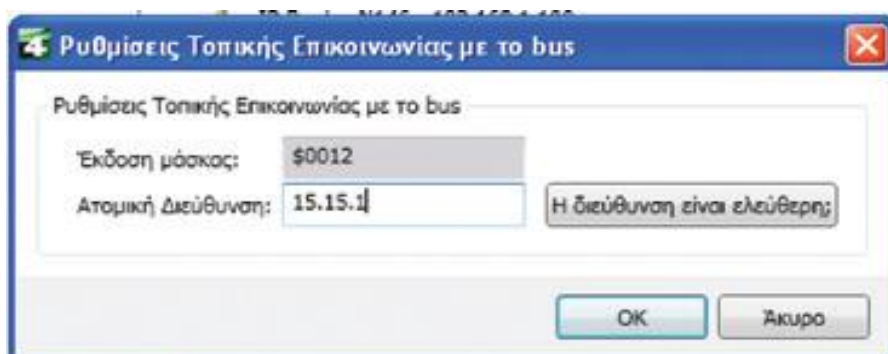 4 Ρυθμίσεις Τοπικής Επικοινωνίας με το bus
Ρυθμίσεις Τοπικής Επικοινωνίας με το bus
Έκδοση μάσκας: $0012
Ατομική Διεύθυνση: 15.15.1 Η διεύθυνση είναι ελεύθερη;
OK Άκυρο